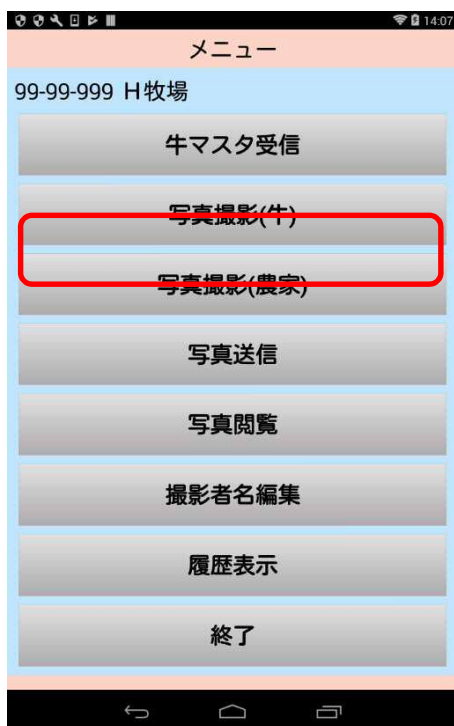 14:07
メニュー
99-99-999 H牧場
牛マスタ受信
写真撮影(牛)
写真撮影(農家)
写真送信
写真閲覧
撮影者名編集
履歴表示
終了